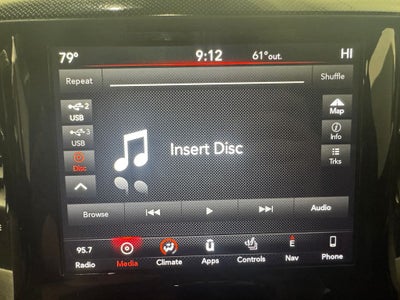 79° 9:12 61°out. HI
Repeat Shuffle
2
USB
Map
3
USB
Info
Insert Disc
Disc
Trks
Browse Audio
95.7
Radio Media Climate Apps Controls Nav Phone
E